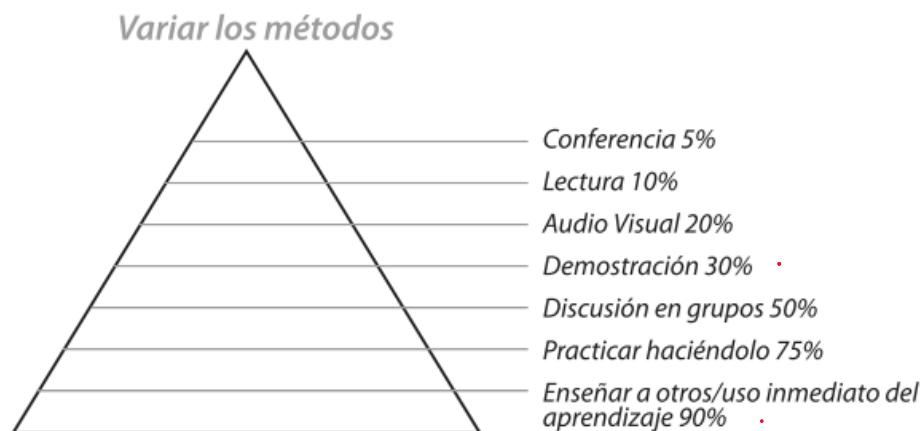 Variar los métodos
Conferencia 5%
Lectura 10%
Audio Visual 20%
Demostración 30%
Discusión en grupos 50%
Practicar haciéndolo 75%
Enseñar a otros/uso inmediato del
aprendizaje 90%